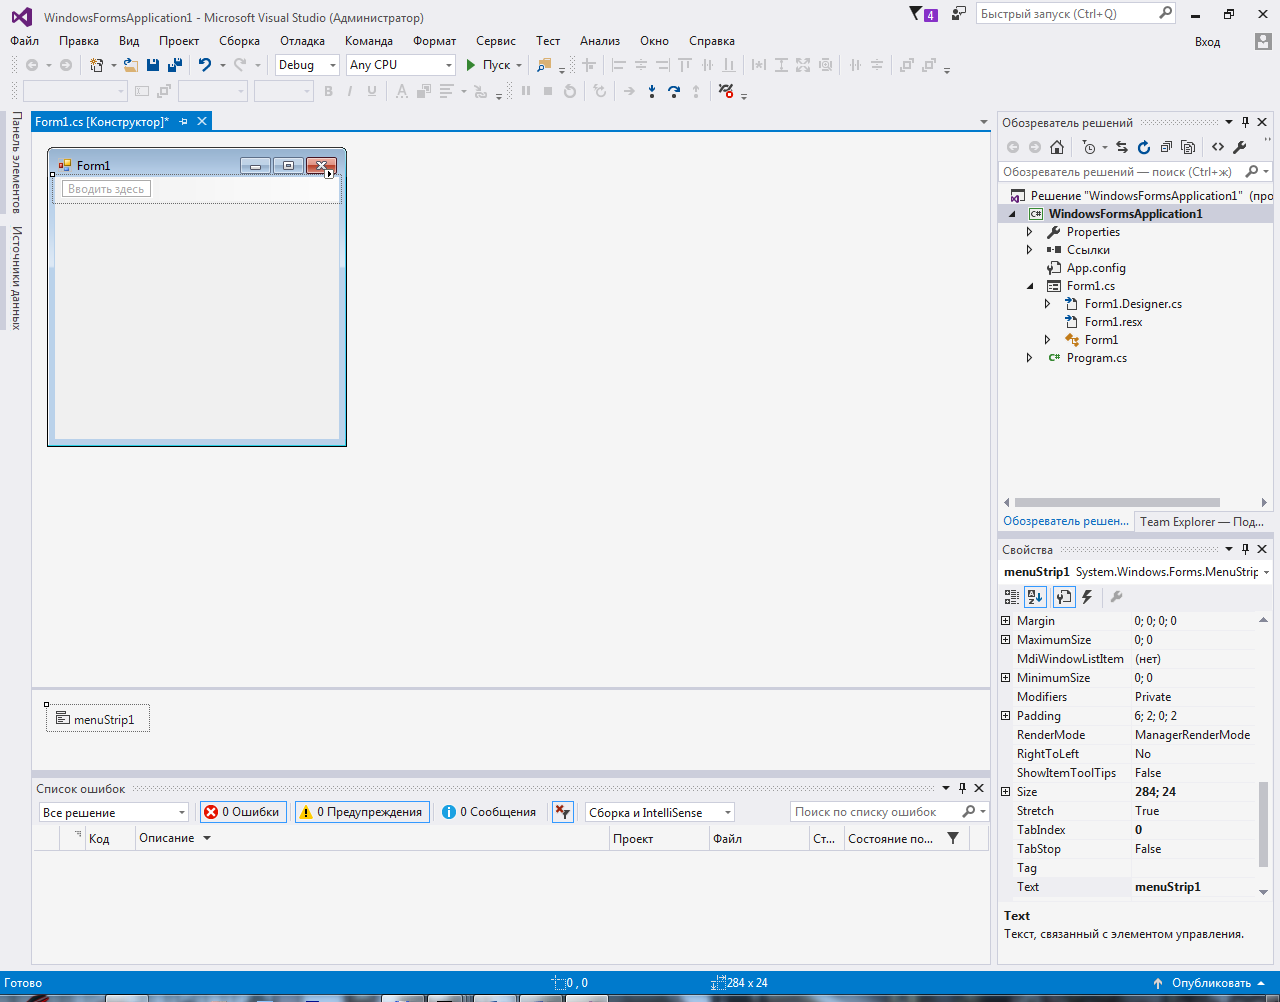 WindowsFormsApplication1 - Microsoft Visual Studio (Администратор)
4
Быстрый запуск (Ctrl+Q)
Файл Правка Вид Проект Сборка Отладка Команда Формат Сервис Тест Анализ Окно Справка
Вход
Debug Any CPU Пуск
Панель элементов
Источники данных
Form1.cs [Конструктор]*
Form1
Вводить здесь
menuStrip1
Список ошибок
Все решение 0 Ошибки 0 Предупреждения 0 Сообщения Сборка и IntelliSense Поиск по списку ошибок
Код Описание Проект Файл Ст... Состояние по...
Обозреватель решений
Обозреватель решений — поиск (Ctrl+ж)
Решение "WindowsFormsApplication1" (про
WindowsFormsApplication1
Properties
Ссылки
App.config
Form1.cs
Form1.Designer.cs
Form1.resx
Form1
Program.cs
Обозреватель решен... Team Explorer — Под...
Свойства
menuStrip1 System.Windows.Forms.MenuStrip
Margin 0; 0; 0; 0
MaximumSize 0; 0
MdiWindowListItem (нет)
MinimumSize 0; 0
Modifiers Private
Padding 6; 2; 0; 2
RenderMode ManagerRenderMode
RightToLeft No
ShowItemToolTips False
Size 284; 24
Stretch True
TabIndex 0
TabStop False
Tag
Text menuStrip1
Text
Текст, связанный с элементом управления.
Готово 0 , 0 284 x 24 Опубликовать